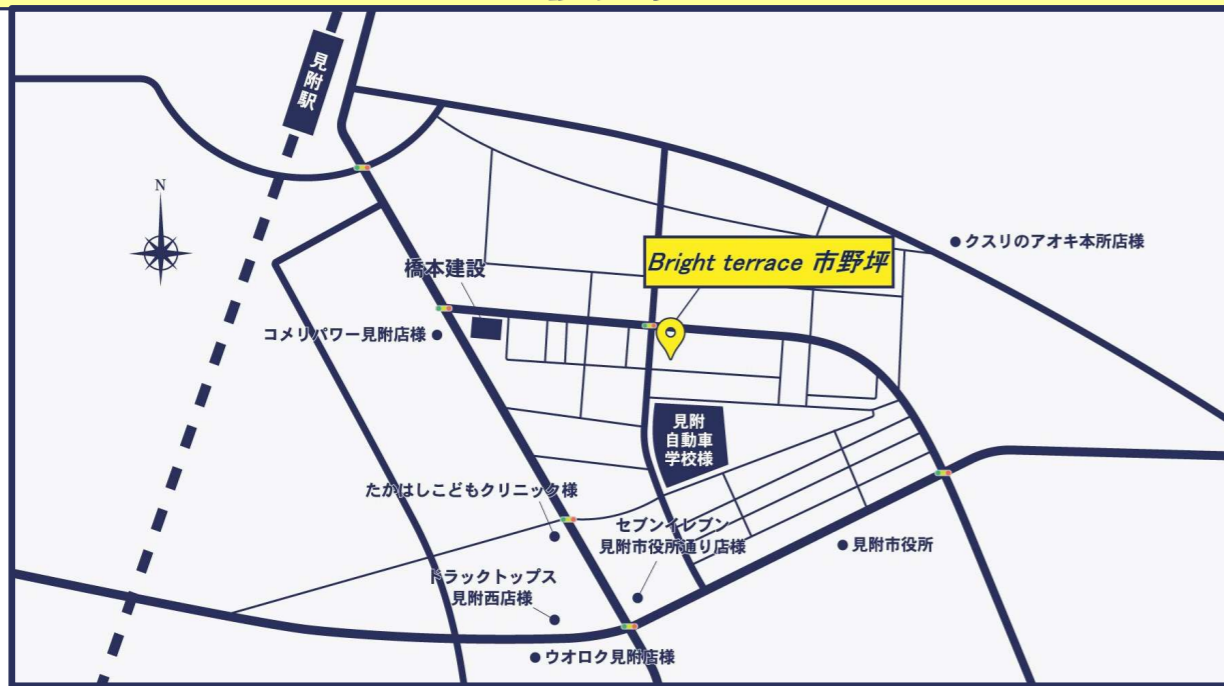 見附駅
N
クスリのアオキ本所店様
Bright terrace 市野坪
橋本建設
コメリパワー見附店様
見附
自動車
学校様
たかはしこどもクリニック様
セブンイレブン
見附市役所通り店様
見附市役所
ドラックトップス
見附西店様
ウオロク見附店様